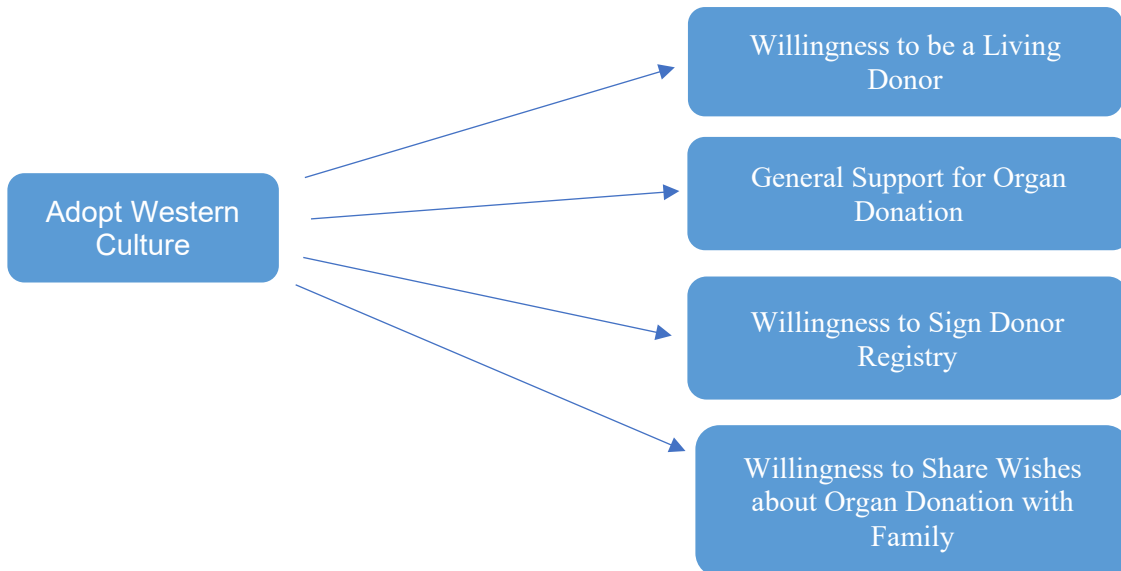 Adopt Western
Culture
Willingness to be a Living
Donor
General Support for Organ
Donation
Willingness to Sign Donor
Registry
Willingness to Share Wishes
about Organ Donation with
Family